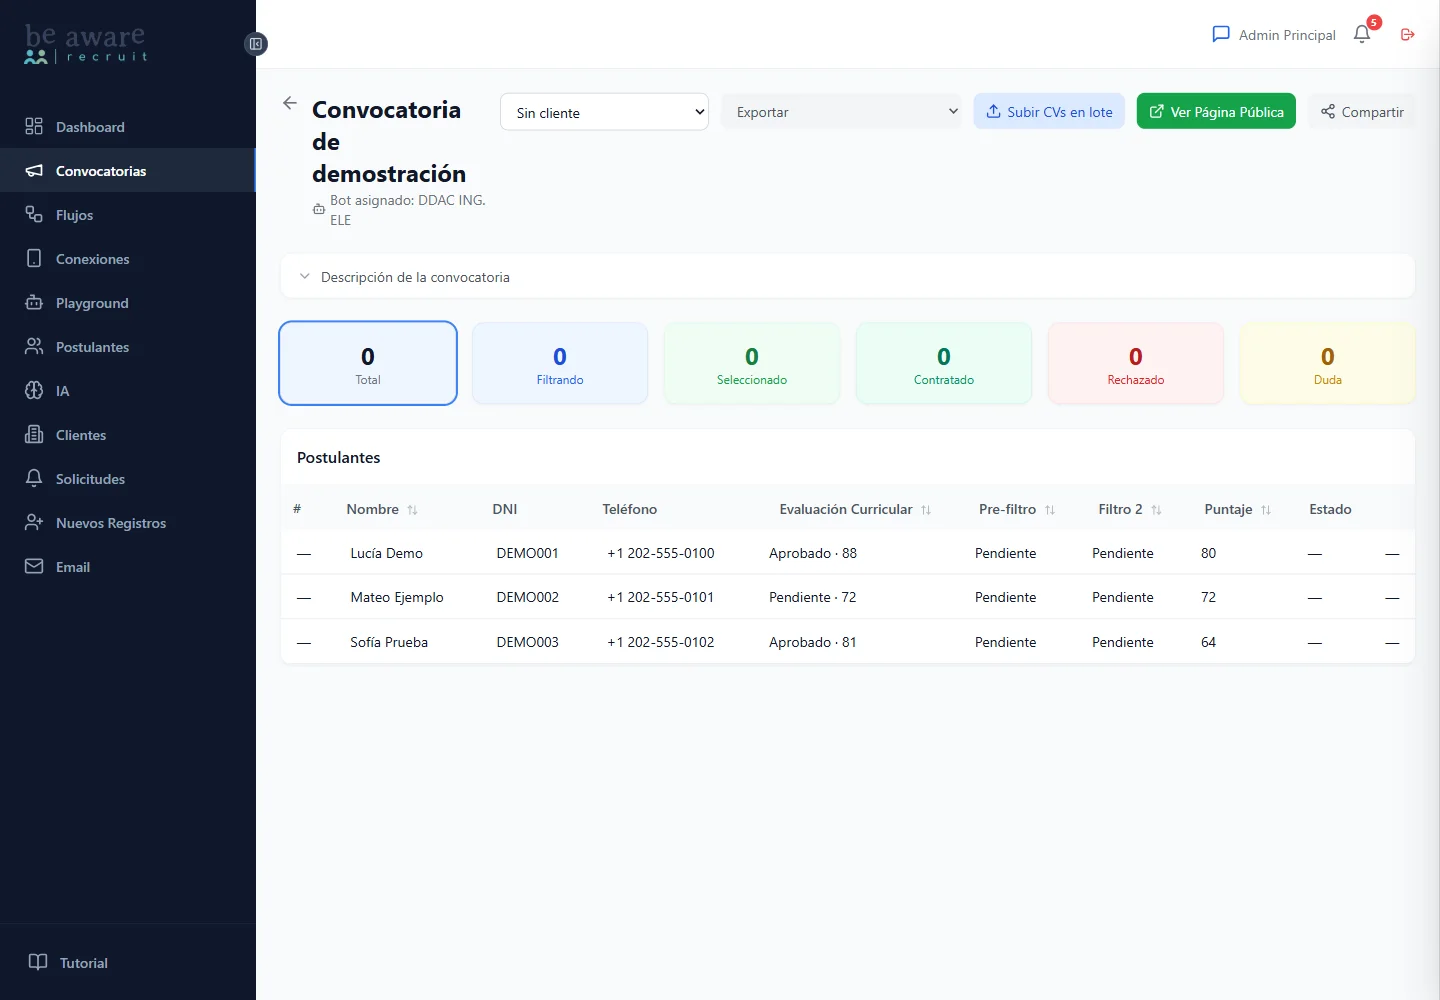 be aware
recruit
Dashboard
Convocatorias
Flujos
Conexiones
Playground
Postulantes
IA
Clientes
Solicitudes
Nuevos Registros
Email
Tutorial
Admin Principal
5
Convocatoria
de
demostración
Bot asignado: DDAC ING.
ELE
Sin cliente
Exportar
Subir CVs en lote
Ver Página Pública
Compartir
Descripción de la convocatoria
0 0 0 0 0 0
Total Filtrando Seleccionado Contratado Rechazado Duda
Postulantes
# Nombre DNI Teléfono Evaluación Curricular Pre-filtro Filtro 2 Puntaje Estado
— Lucía Demo DEMO001 +1 202-555-0100 Aprobado · 88 Pendiente Pendiente 80 — —
— Mateo Ejemplo DEMO002 +1 202-555-0101 Pendiente · 72 Pendiente Pendiente 72 — —
— Sofía Prueba DEMO003 +1 202-555-0102 Aprobado · 81 Pendiente Pendiente 64 — —